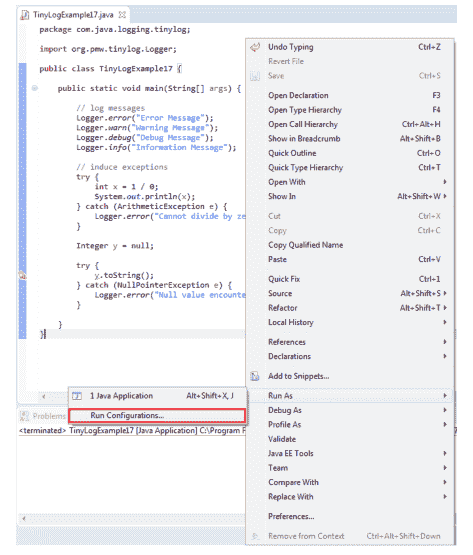 TinyLogExample17.java
package com.java.logging.tinylog;
import org.pmw.tinylog.Logger;
public class TinyLogExample17 {
public static void main(String[] args) {
// log messages
Logger.error("Error Message");
Logger.warn("Warning Message");
Logger.debug("Debug Message");
Logger.info("Information Message");
// induce exceptions
try {
int x = 1 / 0;
System.out.println(x);
} catch (ArithmeticException e) {
Logger.error("Cannot divide by ze
}
Integer y = null;
try {
y.toString();
} catch (NullPointerException e) {
Logger.error("Null value encounte
}
}
}
Undo Typing Ctrl+Z
Revert File
Save Ctrl+S
Open Declaration F3
Open Type Hierarchy F4
Open Call Hierarchy Ctrl+Alt+H
Show in Breadcrumb Alt+Shift+B
Quick Outline Ctrl+O
Quick Type Hierarchy Ctrl+T
Open With
Show In Alt+Shift+W
Cut Ctrl+X
Copy Ctrl+C
Copy Qualified Name
Paste Ctrl+V
Quick Fix Ctrl+1
Source Alt+Shift+S
Refactor Alt+Shift+T
Local History
References
Declarations
Add to Snippets...
Run As
Debug As
Profile As
Validate
Java EE Tools
Team
Compare With
Replace With
Preferences...
Remove from Context Ctrl+Alt+Shift+Down
1 Java Application Alt+Shift+X, J
Run Configurations...
Problems
<terminated> TinyLogExample17 [Java Application] C:\Program F